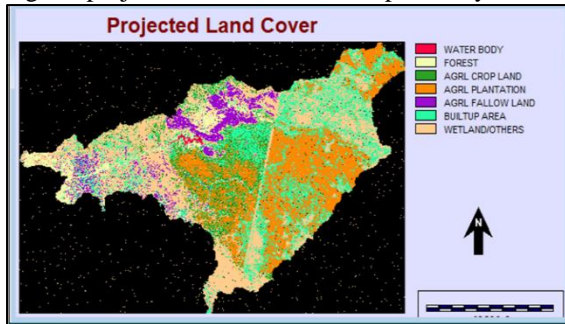 Projected Land Cover
WATER BODY
FOREST
AGRL CROP LAND
AGRL PLANTATION
AGRL FALLOW LAND
BUILTUP AREA
WETLAND/OTHERS
N